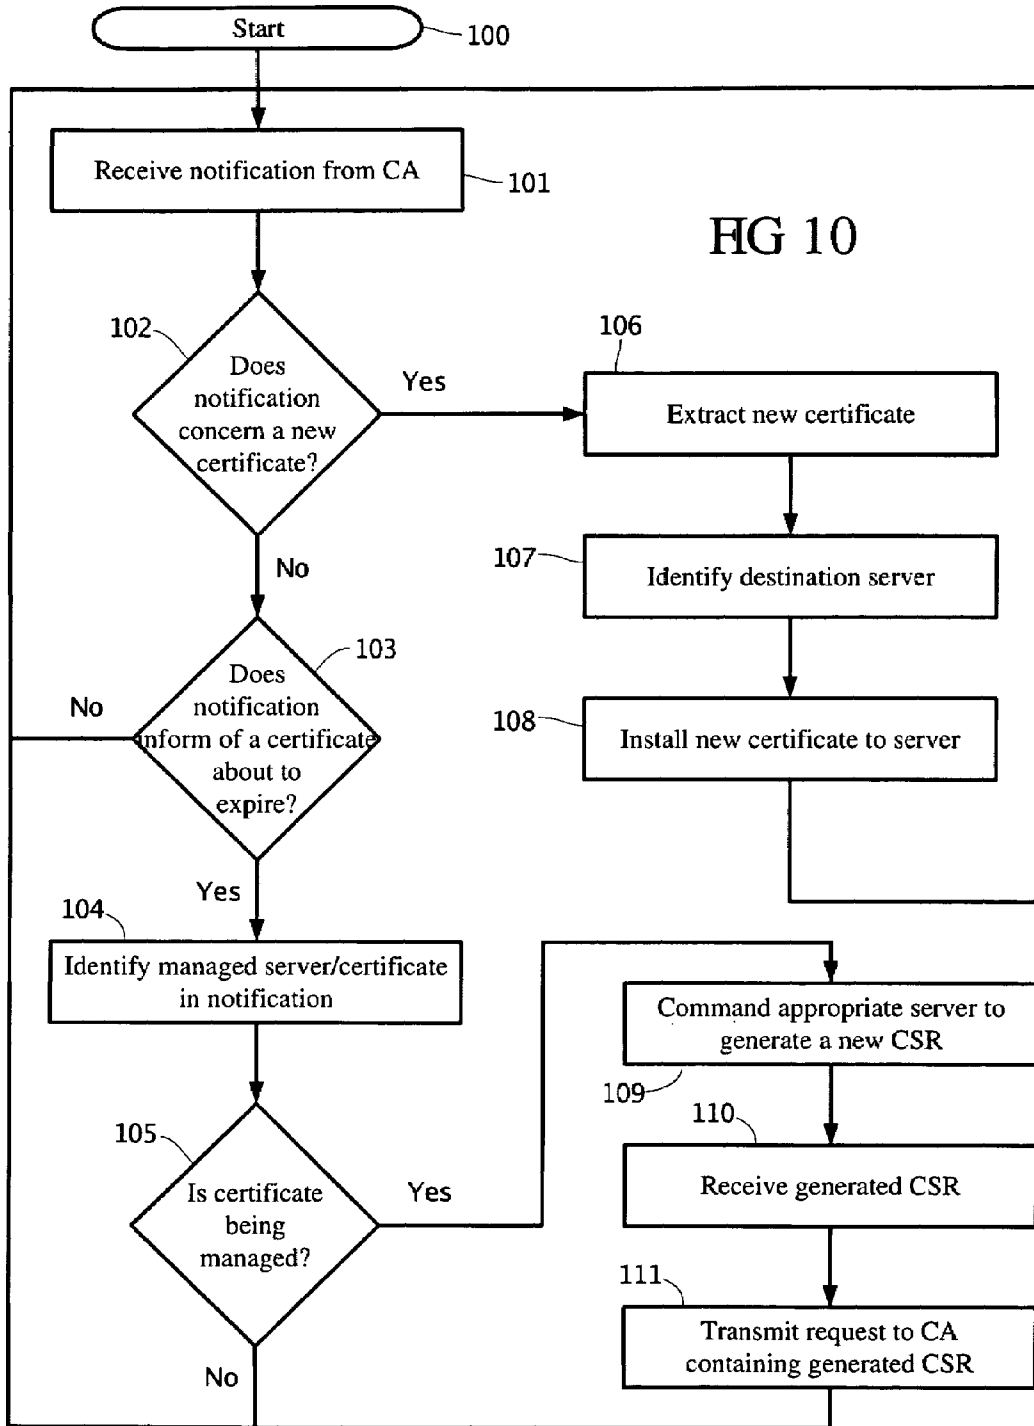 Start
100
Receive notification from CA
101
FIG 10
102
Does
notification
concern a new
certificate?
Yes
106
Extract new certificate
No
107
Identify destination server
103
Does
notification
inform of a certificate
about to
expire?
No
108
Install new certificate to server
Yes
104
Identify managed server/certificate
in notification
Command appropriate server to
generate a new CSR
109
105
Is certificate
being
managed?
Yes
110
Receive generated CSR
111
Transmit request to CA
containing generated CSR
No